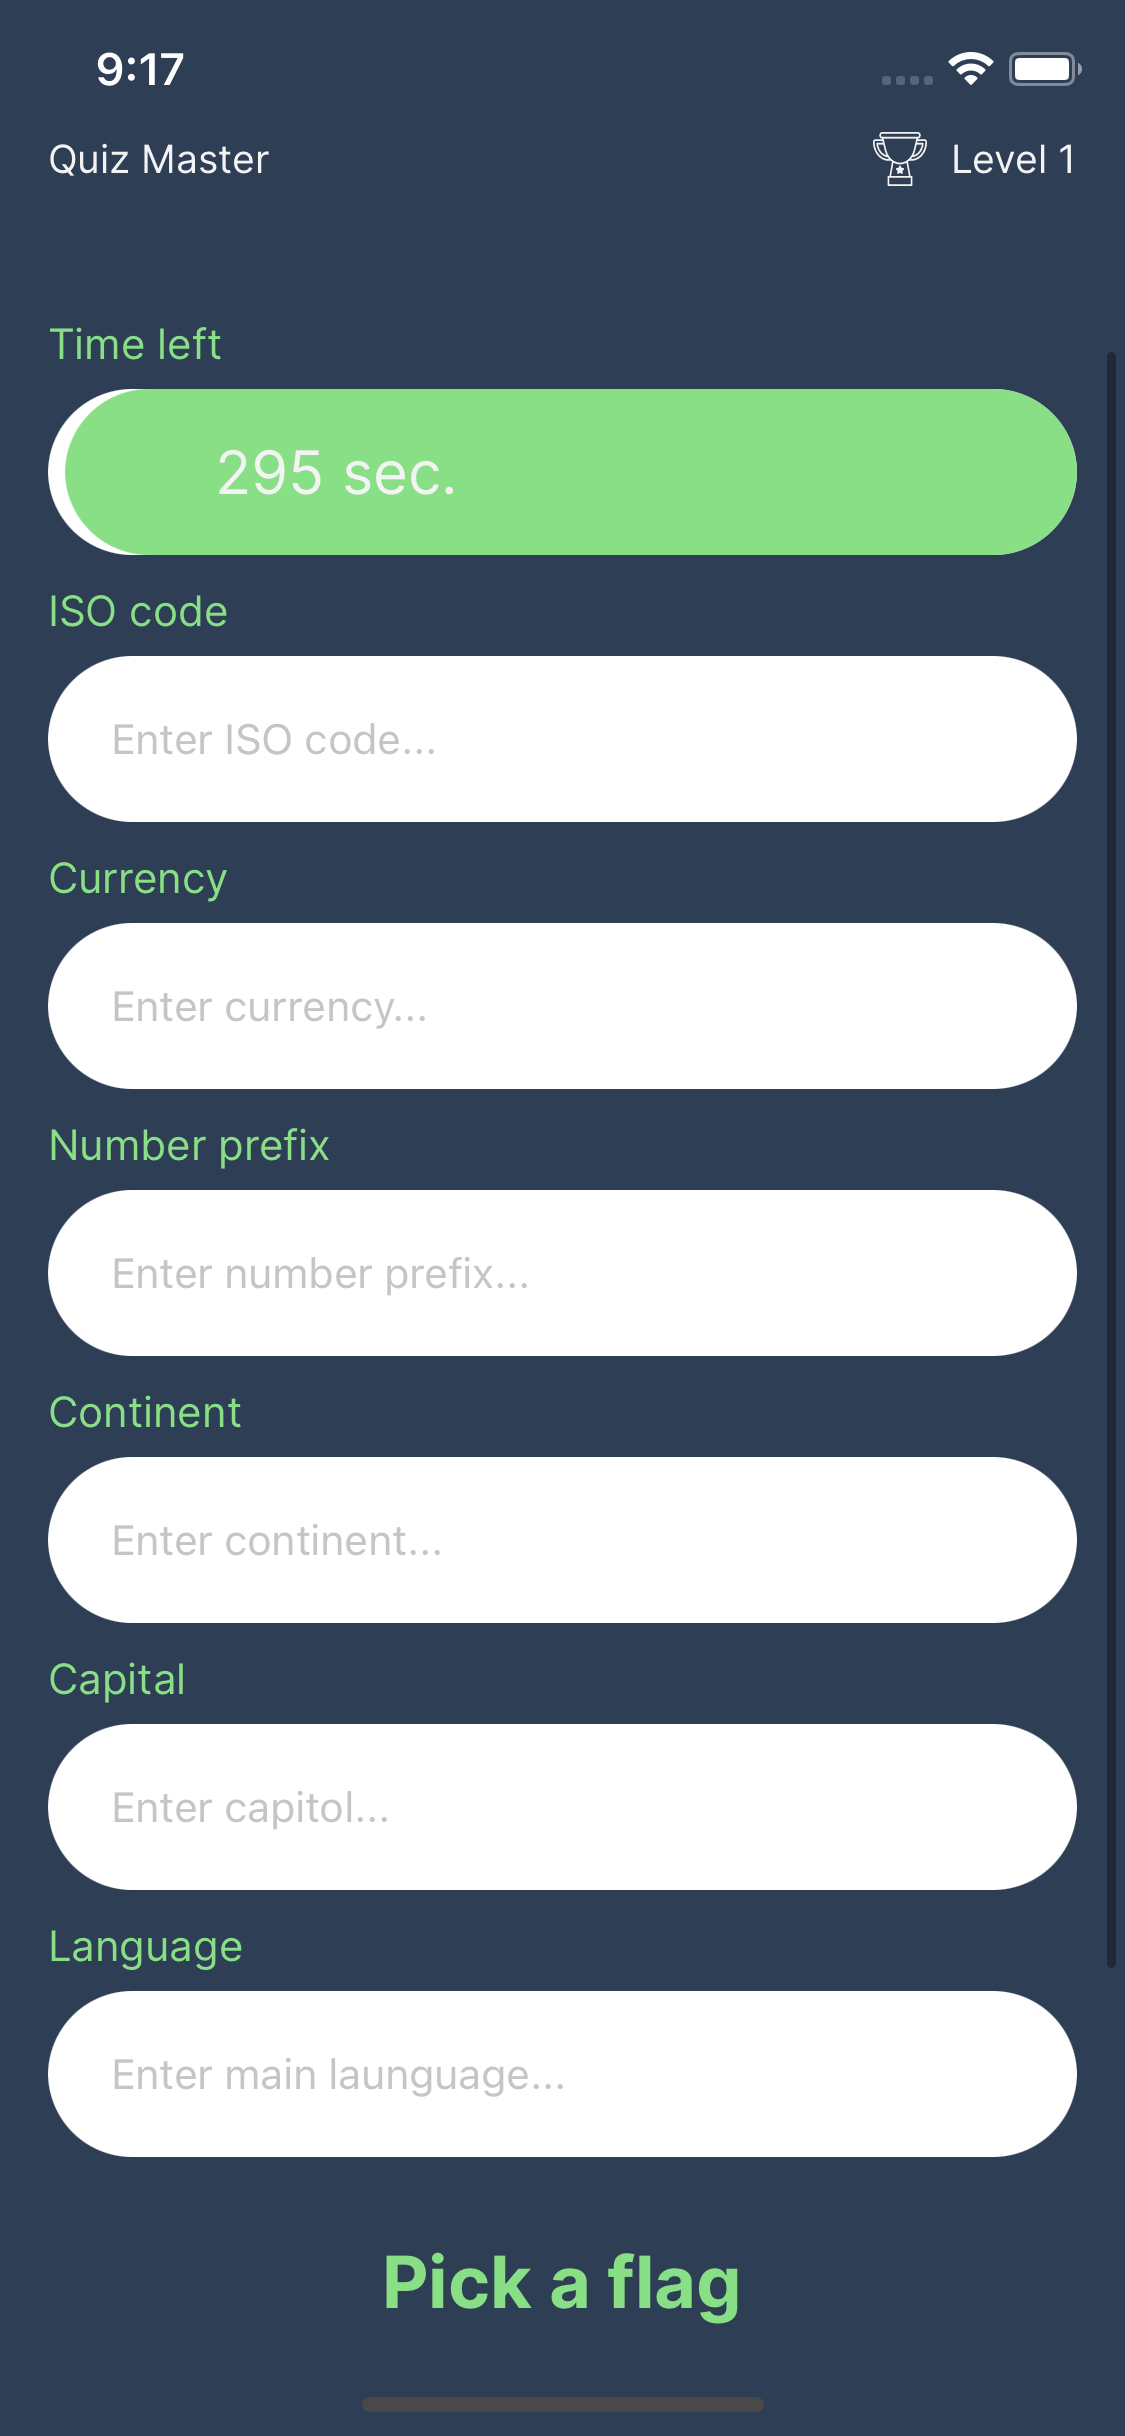 9:17
Quiz Master
Level 1
Time left
295 sec.
ISO code
Enter ISO code...
Currency
Enter currency...
Number prefix
Enter number prefix...
Continent
Enter continent...
Capital
Enter capitol...
Language
Enter main launguage...
Pick a flag